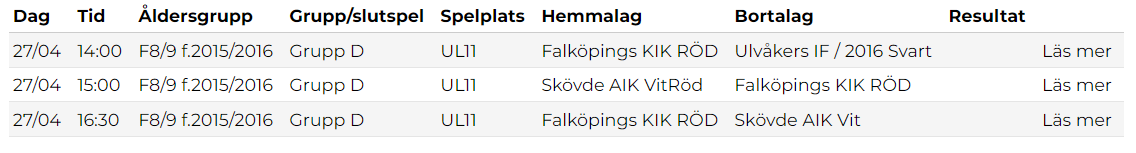 Dag Tid Åldersgrupp Grupp/slutspel Spelplats Hemmalag Bortalag Resultat
27/04 14:00 F8/9 f.2015/2016 Grupp D UL11 Falköpings KIK RÖD Ulvåkers IF / 2016 Svart Läs mer
27/04 15:00 F8/9 f.2015/2016 Grupp D UL11 Skövde AIK VitRöd Falköpings KIK RÖD Läs mer
27/04 16:30 F8/9 f.2015/2016 Grupp D UL11 Falköpings KIK RÖD Skövde AIK Vit Läs mer